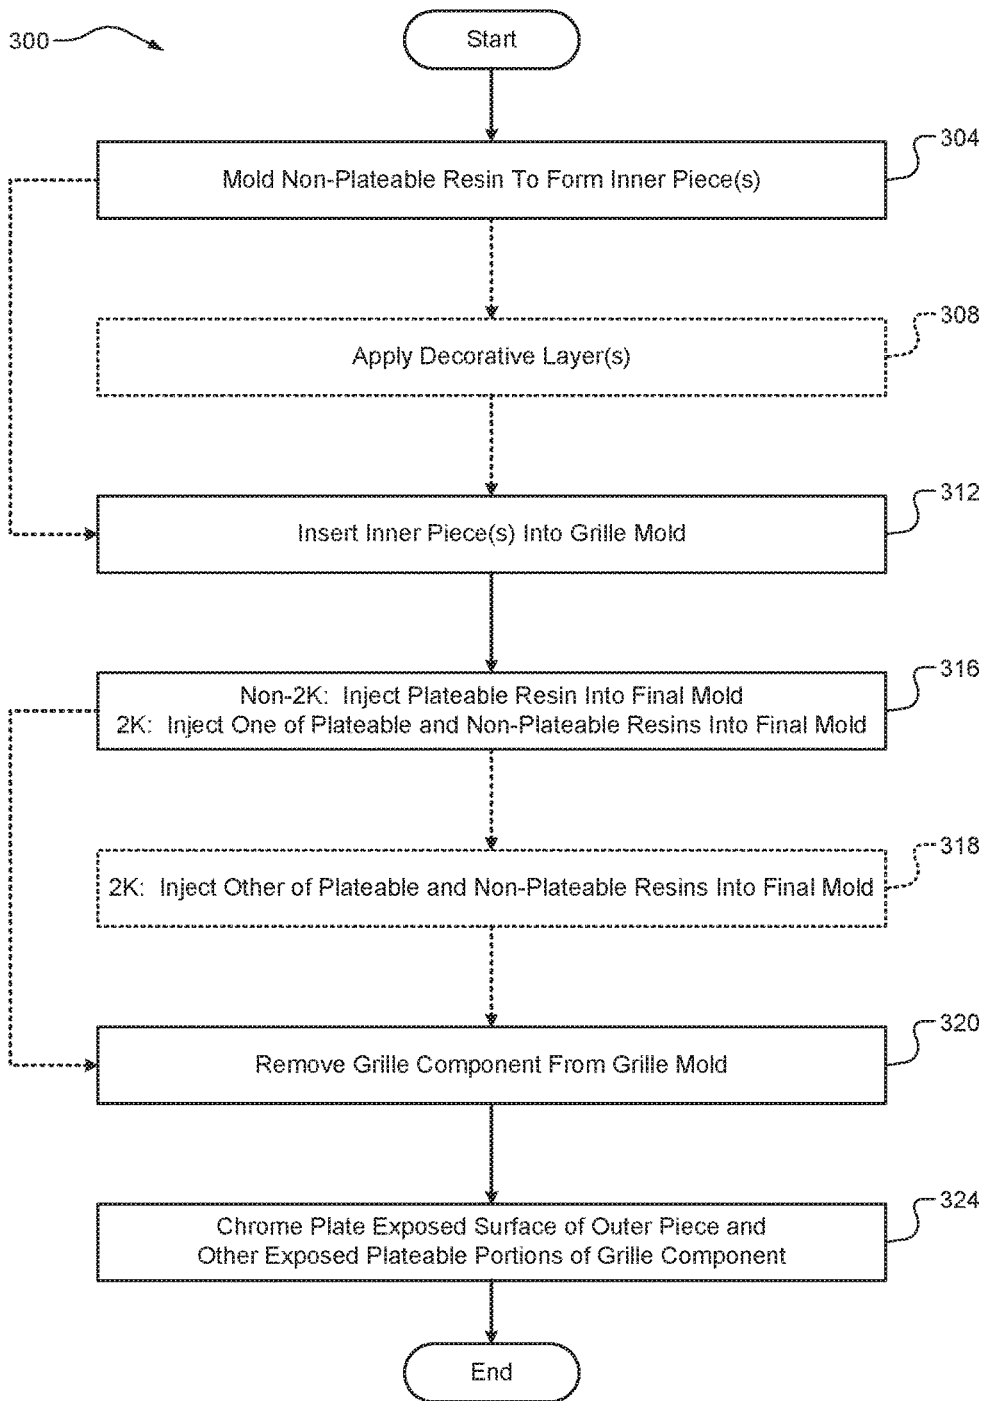 300
Start
304
Mold Non-Plateable Resin To Form Inner Piece(s)
308
Apply Decorative Layer(s)
312
Insert Inner Piece(s) Into Grille Mold
316
Non-2K: Inject Plateable Resin Into Final Mold
2K: Inject One of Plateable and Non-Plateable Resins Into Final Mold
318
2K: Inject Other of Plateable and Non-Plateable Resins Into Final Mold
320
Remove Grille Component From Grille Mold
324
Chrome Plate Exposed Surface of Outer Piece and
Other Exposed Plateable Portions of Grille Component
End